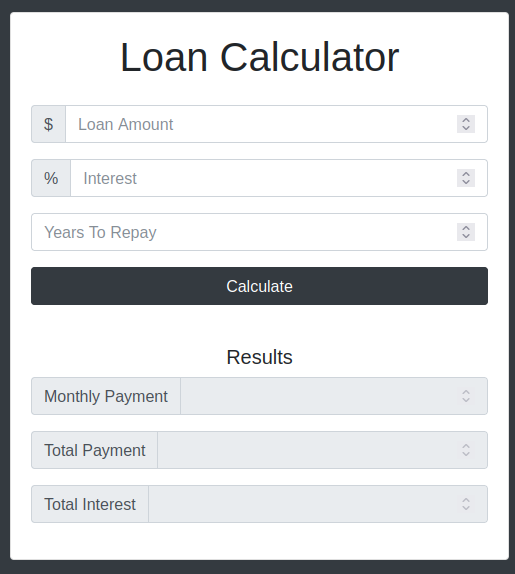 Loan Calculator
$ Loan Amount
% Interest
Years To Repay
Calculate
Results
Monthly Payment
Total Payment
Total Interest